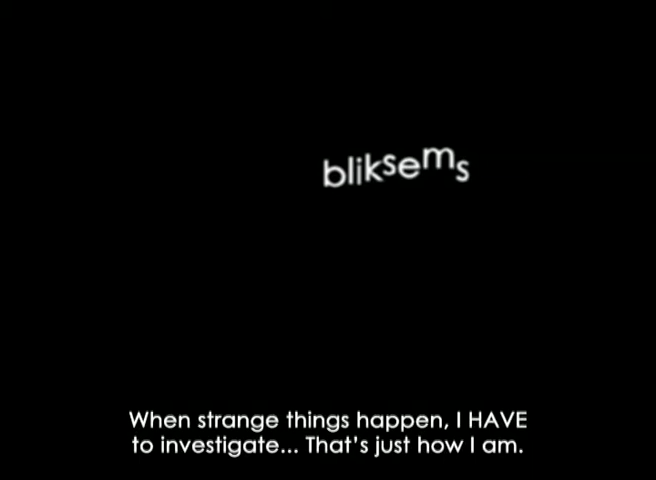 bliksems
When strange things happen, I HAVE
to investigate... That's just how I am.